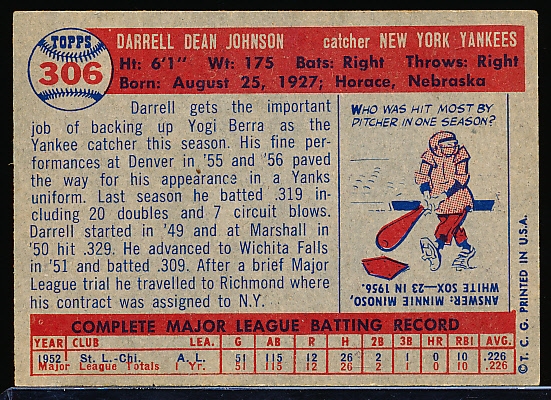 TOPPS
306
DARRELL DEAN JOHNSON catcher NEW YORK YANKEES
Ht: 6'1" Wt: 175 Bats: Right Throws: Right
Born: August 25, 1927; Horace, Nebraska
Darrell gets the important
job of backing up Yogi Berra as the
Yankee catcher this season. His fine per-
formances at Denver in '55 and '56 paved
the way for his appearance in a Yanks
uniform. Last season he batted .319 in-
cluding 20 doubles and 7 circuit blows.
Darrell started in '49 and at Marshall in
'50 hit .329. He advanced to Wichita Falls
in '51 and batted .309. After a brief Major
League trial he travelled to Richmond where
his contract was assigned to N.Y.
WHO WAS HIT MOST BY
PITCHER IN ONE SEASON?
ANSWER: MINNIE MINOSO,
WHITE SOX—23 IN 1956.
© T. C. G. PRINTED IN U.S.A.
COMPLETE MAJOR LEAGUE BATTING RECORD
YEAR CLUB LEA. G AB R H 2B 3B HR RBI AVG.
1952 St. L.-Chi. A. L. 51 115 12 26 2 1 0 10 .226
Major League Totals 1 Yr. 51 115 12 26 2 1 0 10 .226